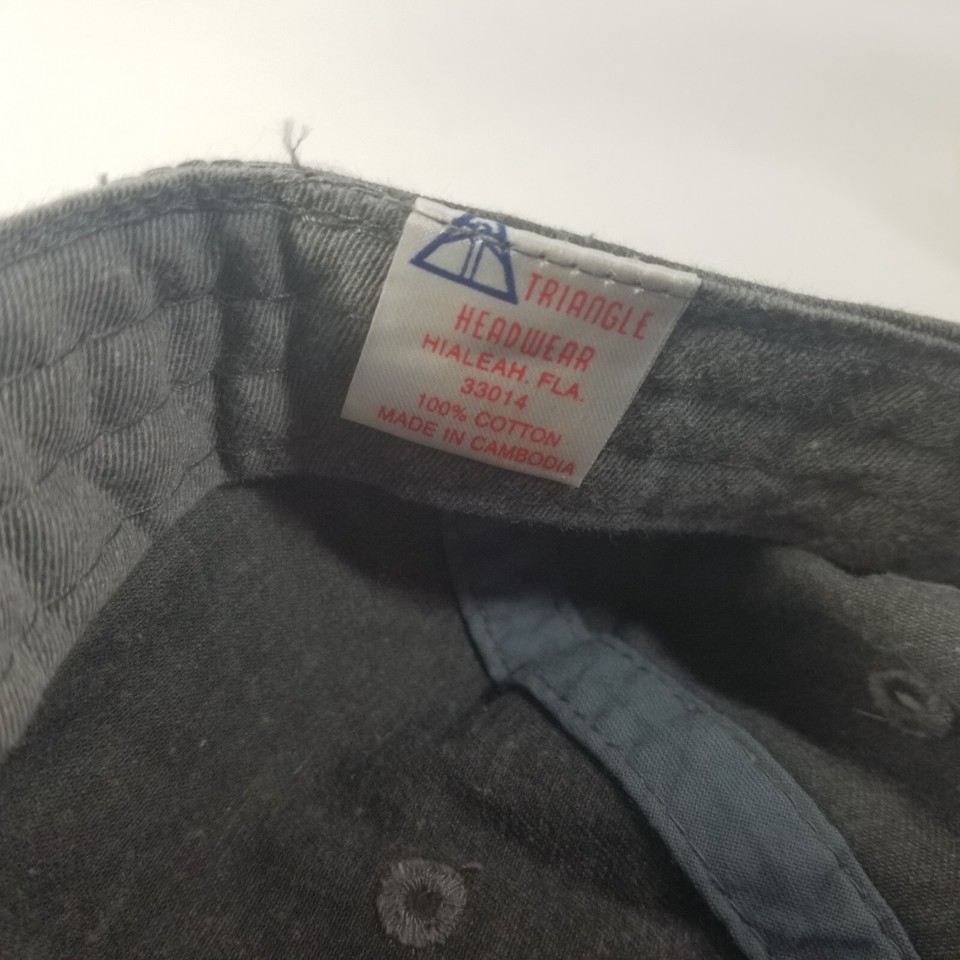 TRIANGLE
HEADWEAR
HIALEAH. FLA.
33014
100% COTTON
MADE IN CAMBODIA